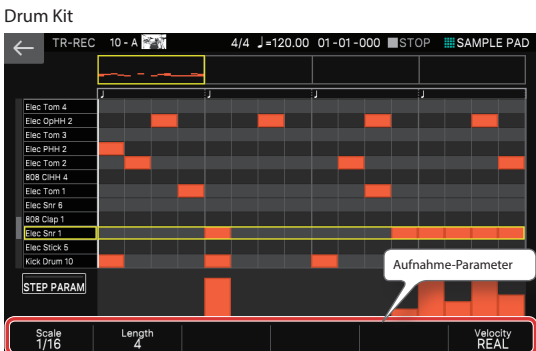 Drum Kit
TR-REC 10 - A 4/4 ♩=120.00 01-01-000 STOP SAMPLE PAD
Elec Tom 4
Elec OpHH 2
Elec Tom 3
Elec PHH 2
Elec Tom 2
808 ClHH 4
Elec Tom 1
Elec Snr 6
808 Clap 1
Elec Snr 1
Elec Stick 5
Kick Drum 10
Aufnahme-Parameter
STEP PARAM
Scale Length Velocity
1/16 4 REAL